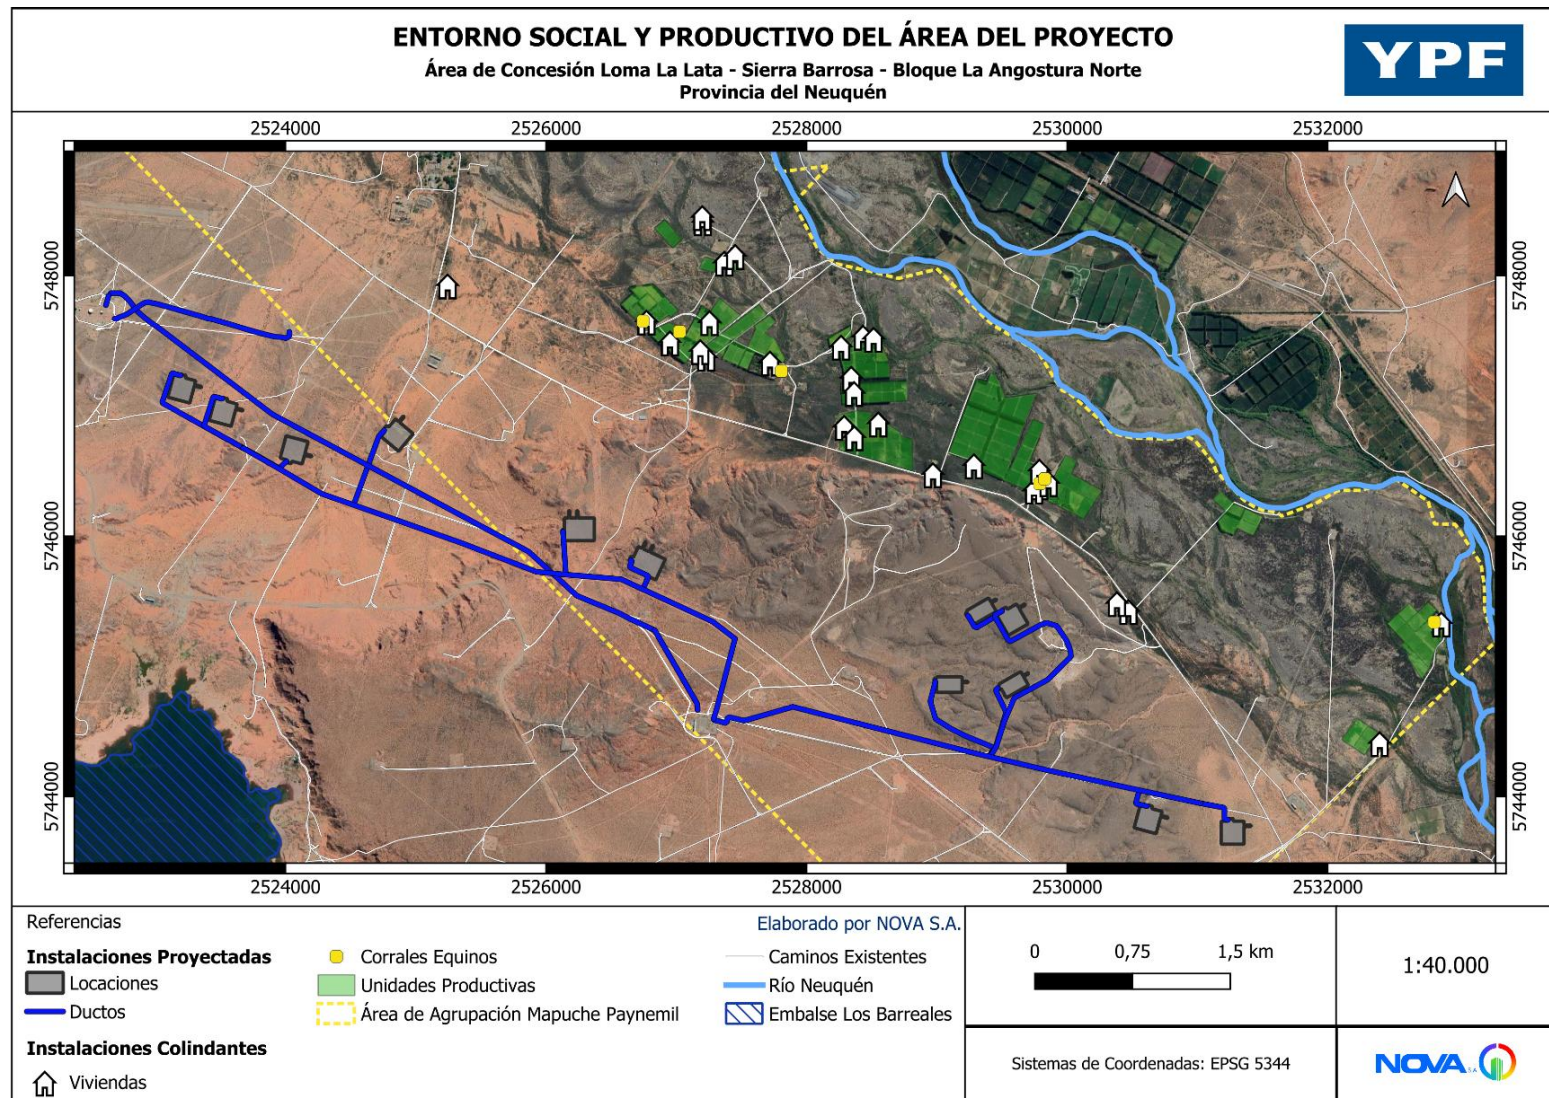 ENTORNO SOCIAL Y PRODUCTIVO DEL ÁREA DEL PROYECTO
Área de Concesión Loma La Lata - Sierra Barrosa - Bloque La Angostura Norte
Provincia del Neuquén
YPF
2524000 2526000 2528000 2530000 2532000
5748000 5748000
5746000 5746000
5744000 5744000
2524000 2526000 2528000 2530000 2532000
Referencias
Elaborado por NOVA S.A.
Instalaciones Proyectadas
Locaciones
Ductos
Instalaciones Colindantes
Viviendas
Corrales Equinos
Unidades Productivas
Área de Agrupación Mapuche Paynemil
Caminos Existentes
Río Neuquén
Embalse Los Barreales
0 0,75 1,5 km
1:40.000
Sistemas de Coordenadas: EPSG 5344
NOVA S.A